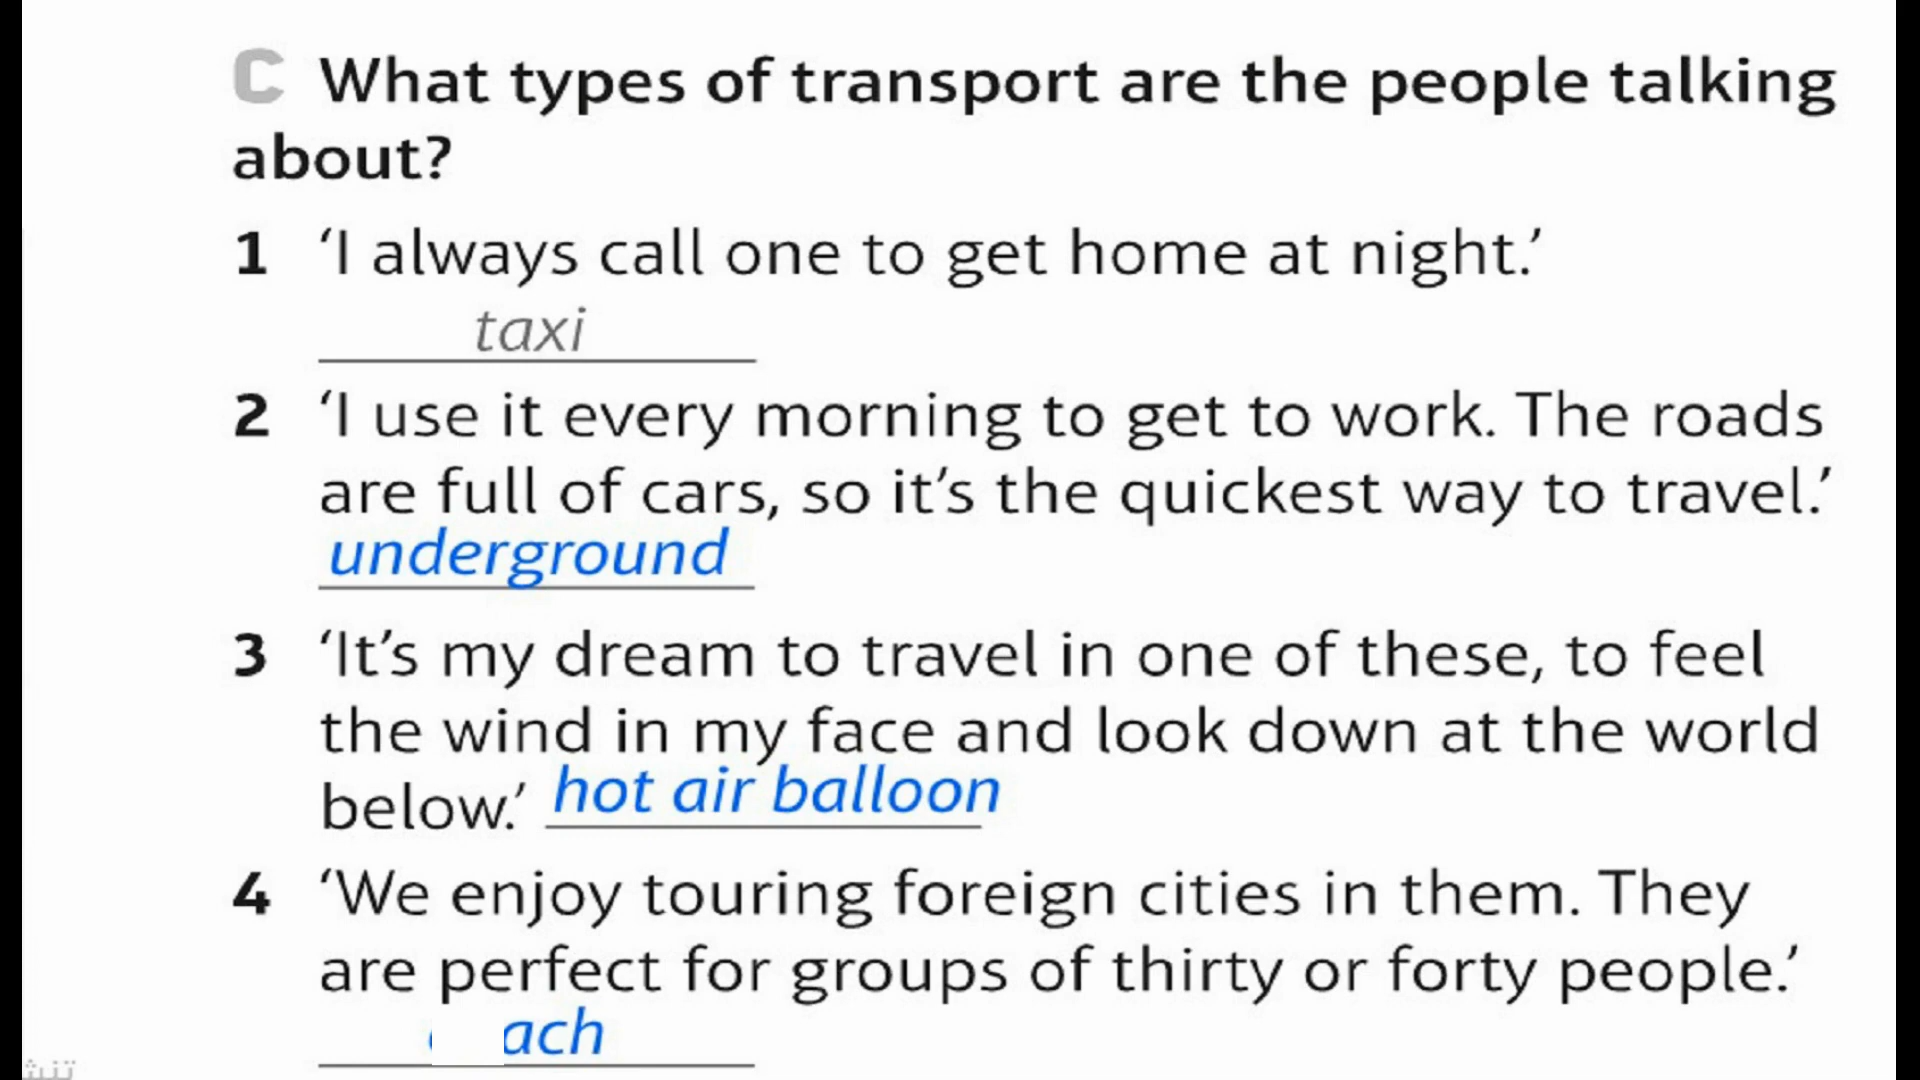 C What types of transport are the people talking
about?
1 ‘I always call one to get home at night.’
taxi
2 ‘I use it every morning to get to work. The roads
are full of cars, so it’s the quickest way to travel.’
underground
3 ‘It’s my dream to travel in one of these, to feel
the wind in my face and look down at the world
below.’ hot air balloon
4 ‘We enjoy touring foreign cities in them. They
are perfect for groups of thirty or forty people.’